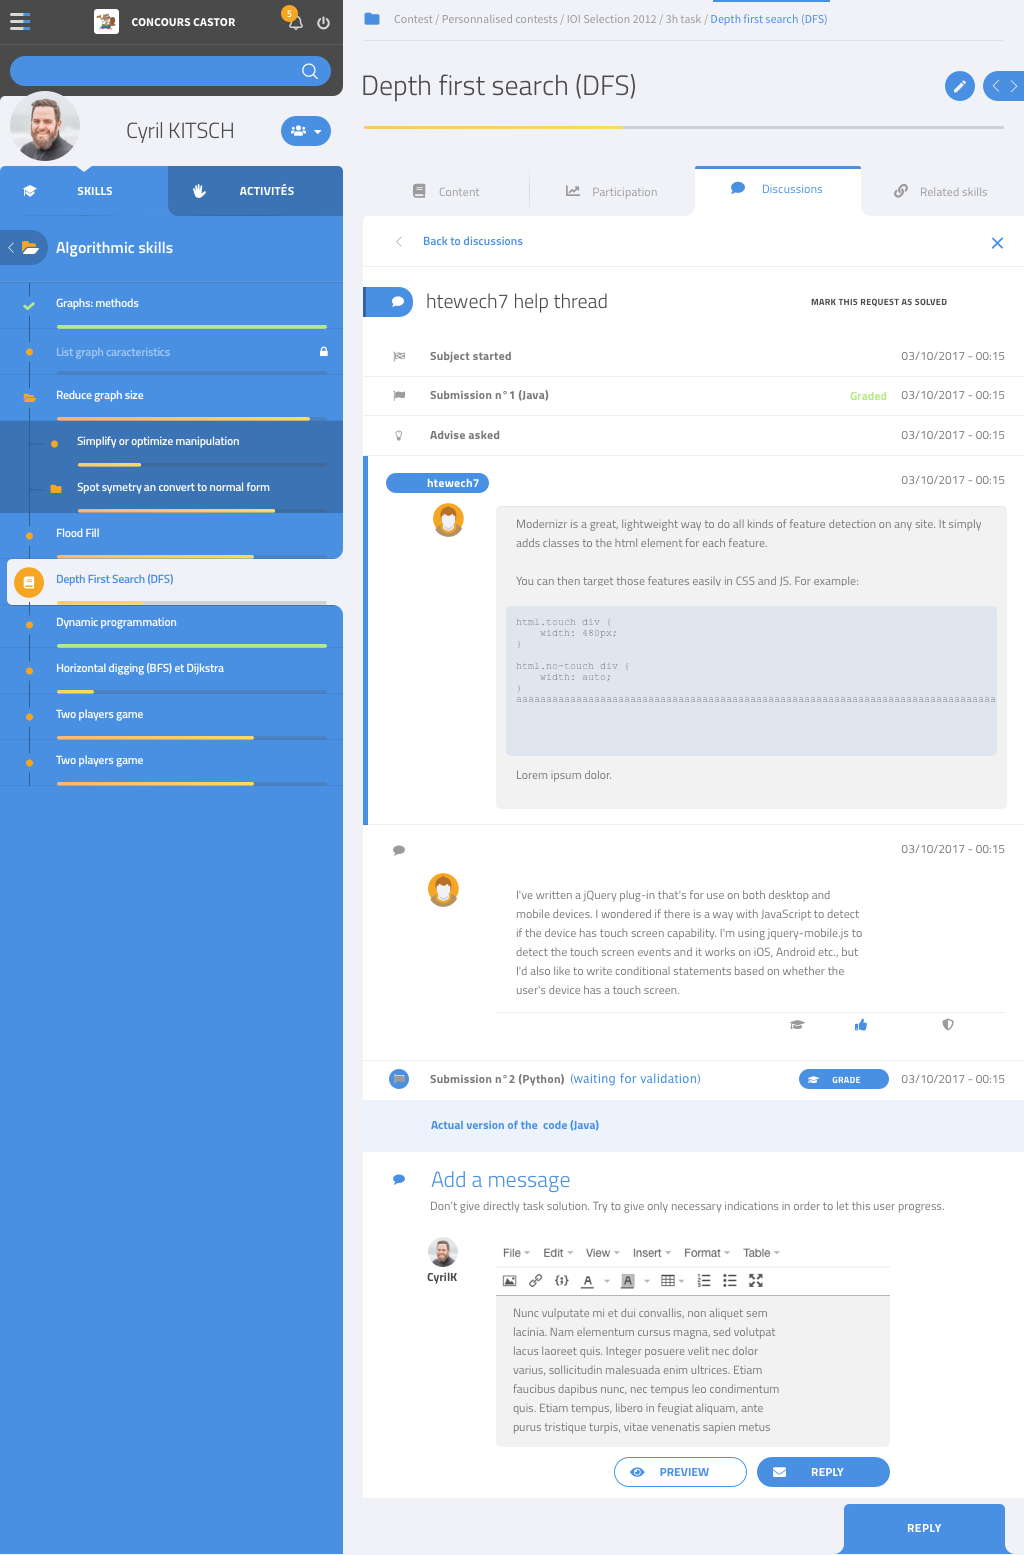 CONCOURS CASTOR
5
Cyril KITSCH
SKILLS
ACTIVITÉS
Algorithmic skills
Graphs: methods
List graph caracteristics
Reduce graph size
Simplify or optimize manipulation
Spot symetry an convert to normal form
Flood Fill
Depth First Search (DFS)
Dynamic programmation
Horizontal digging (BFS) et Dijkstra
Two players game
Two players game
Contest / Personnalised contests / IOI Selection 2012 / 3h task / Depth first search (DFS)
Depth first search (DFS)
Content
Participation
Discussions
Related skills
Back to discussions
htewech7 help thread
MARK THIS REQUEST AS SOLVED
Subject started 03/10/2017 - 00:15
Submission n°1 (Java) Graded 03/10/2017 - 00:15
Advise asked 03/10/2017 - 00:15
htewech7 03/10/2017 - 00:15
Modernizr is a great, lightweight way to do all kinds of feature detection on any site. It simply
adds classes to the html element for each feature.
You can then target those features easily in CSS and JS. For example:
html.touch div {
width: 480px;
}
html.no-touch div {
width: auto;
}
aaaaaaaaaaaaaaaaaaaaaaaaaaaaaaaaaaaaaaaaaaaaaaaaaaaaaaaaaaaaaaaaaaaaaaaaaaaaaaaa
Lorem ipsum dolor.
03/10/2017 - 00:15
I've written a jQuery plug-in that's for use on both desktop and
mobile devices. I wondered if there is a way with JavaScript to detect
if the device has touch screen capability. I'm using jquery-mobile.js to
detect the touch screen events and it works on iOS, Android etc., but
I'd also like to write conditional statements based on whether the
user's device has a touch screen.
Submission n°2 (Python) (waiting for validation) GRADE 03/10/2017 - 00:15
Actual version of the code (Java)
Add a message
Don't give directly task solution. Try to give only necessary indications in order to let this user progress.
CyrilK
File Edit View Insert Format Table
A A
Nunc vulputate mi et dui convallis, non aliquet sem
lacinia. Nam elementum cursus magna, sed volutpat
lacus laoreet quis. Integer posuere velit nec dolor
varius, sollicitudin malesuada enim ultrices. Etiam
faucibus dapibus nunc, nec tempus leo condimentum
quis. Etiam tempus, libero in feugiat aliquam, ante
purus tristique turpis, vitae venenatis sapien metus
PREVIEW
REPLY
REPLY